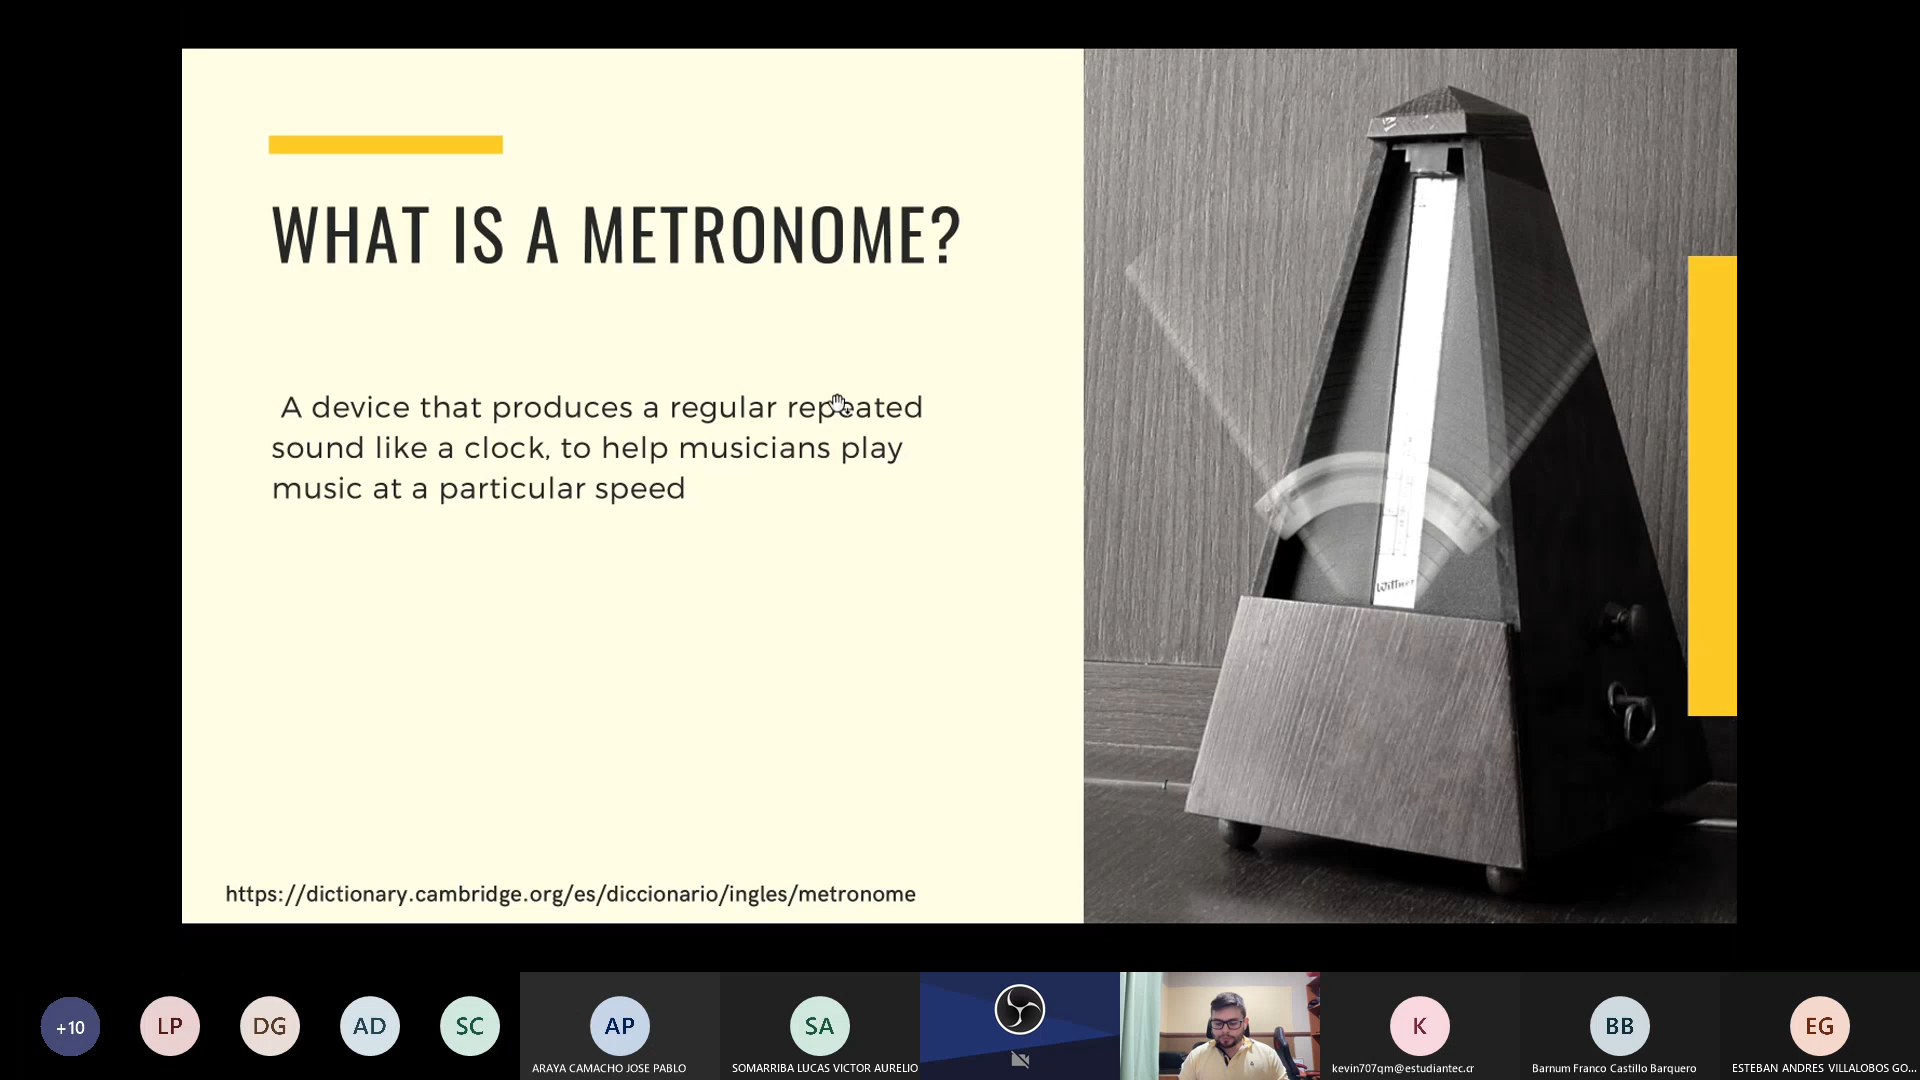 WHAT IS A METRONOME?
A device that produces a regular repeated
sound like a clock, to help musicians play
music at a particular speed
https://dictionary.cambridge.org/es/diccionario/ingles/metronome
Wittner
+10
LP
DG
AD
SC
AP
SA
K
BB
EG
ARAYA CAMACHO JOSE PABLO
SOMARRIBA LUCAS VICTOR AURELIO
kevin707qm@estudiantec.cr
Barnum Franco Castillo Barquero
ESTEBAN ANDRES VILLALOBOS GO...